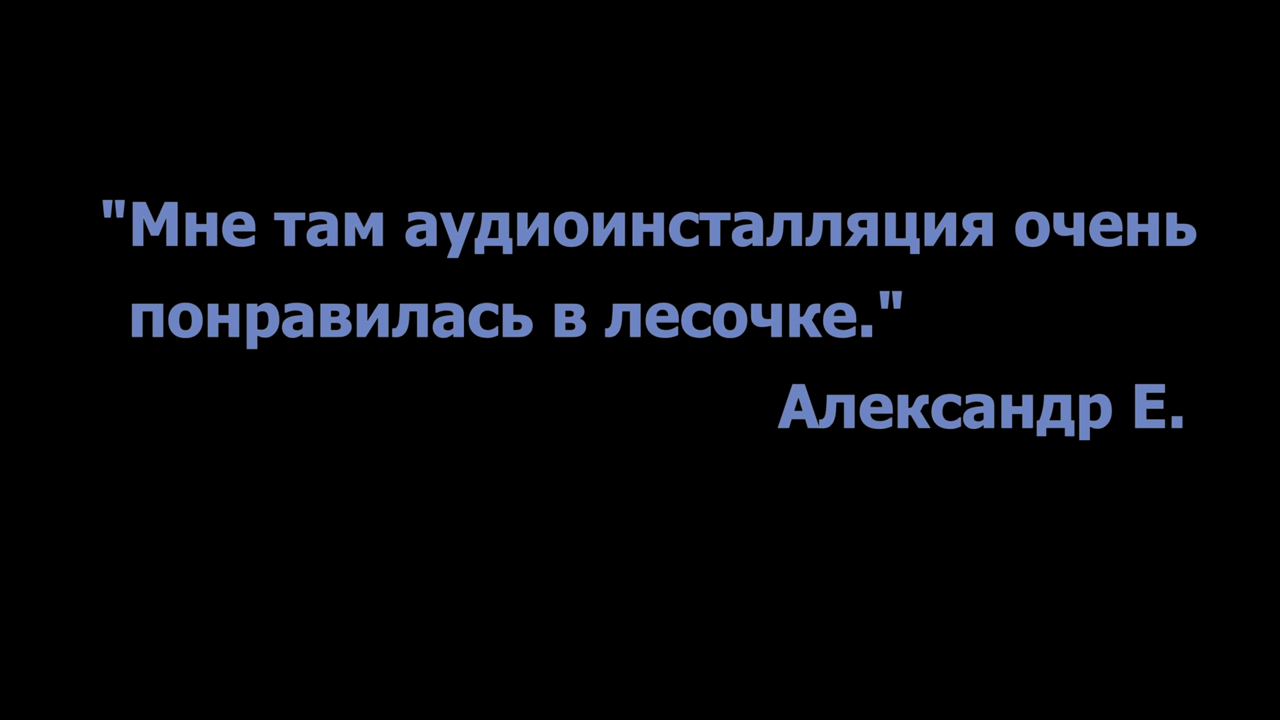 "Мне там аудиоинсталляция очень
понравилась в лесочке."
Александр Е.